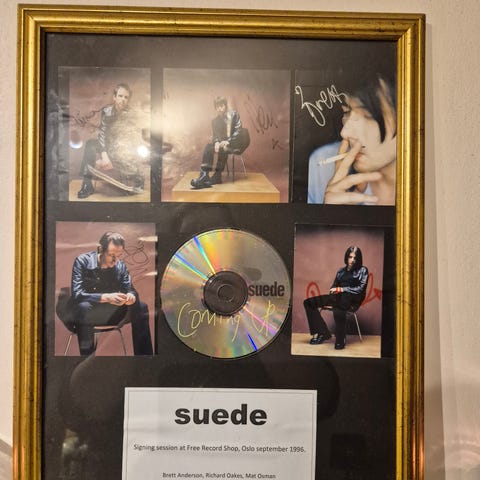 Brett
suede
Coming Up
suede
Signing session at Free Record Shop, Oslo september 1996.
Brett Anderson, Richard Oakes, Mat Osman